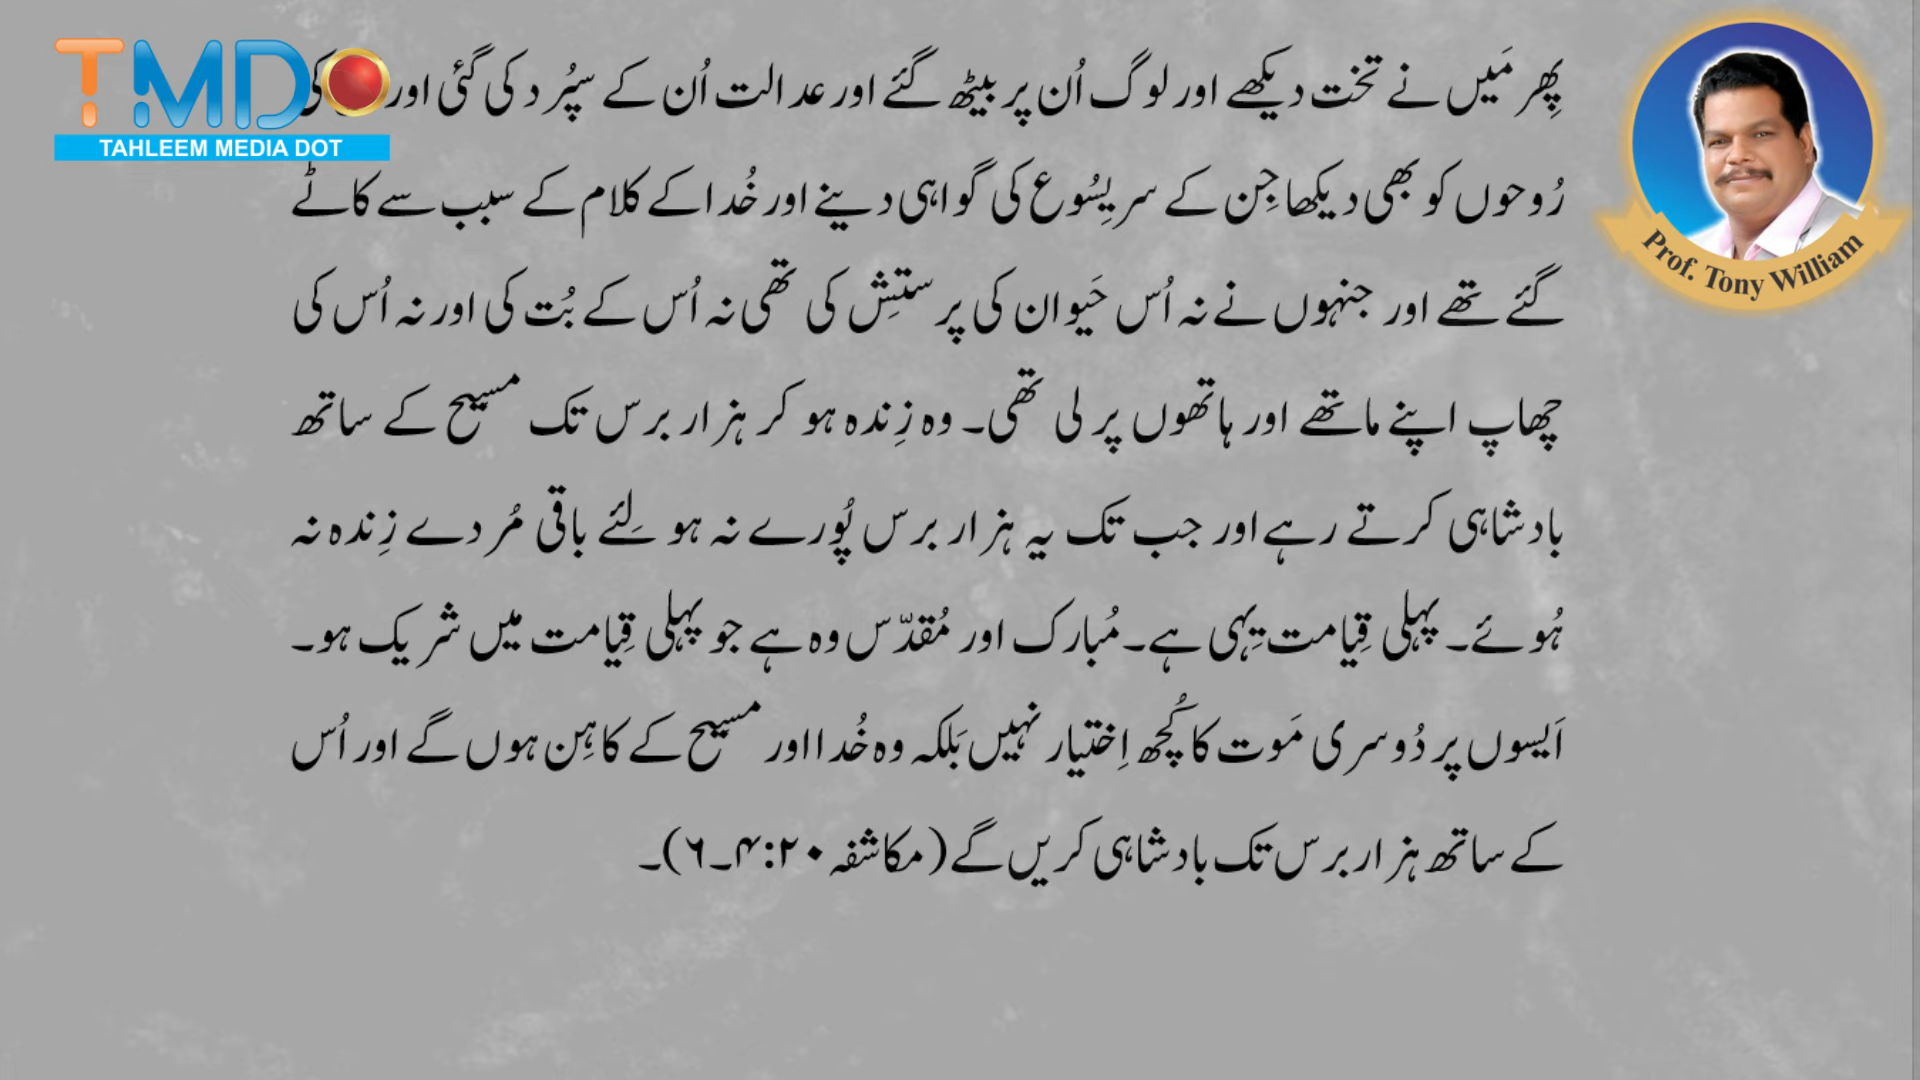 TMD
TAHLEEM MEDIA DOT
Prof. Tony William
پِھر مَیں نے تخت دیکھے اور لوگ اُن پر بیٹھ گئے اور عدالت اُن کے سپُرد کی گئی اور کی
رُوحوں کو بھی دیکھا جِن کے سر یِسُوع کی گواہی دینے اور خُدا کے کلام کے سبب سے کاٹے
گئے تھے اور جنہوں نے نہ اُس حَیوان کی پرستِش کی تھی نہ اُس کے بُت کی اور نہ اُس کی
چھاپ اپنے ماتھے اور ہاتھوں پر لی تھی۔ وہ زِندہ ہو کر ہزار برس تک مسیح کے ساتھ
بادشاہی کرتے رہے اور جب تک یہ ہزار برس پُورے نہ ہو لِئے باقی مُردے زِندہ نہ
ہُوئے۔ پہلی قِیامت یِہی ہے۔ مُبارک اور مُقدّس وہ ہے جو پہلی قِیامت میں شریک ہو۔
اَیسوں پر دُوسری مَوت کا کُچھ اِختیار نہیں بَلکہ وہ خُدا اور مسیح کے کاہِن ہوں گے اور اُس
کے ساتھ ہزار برس تک بادشاہی کریں گے (مکاشفہ ۲۰:۴۔۶)۔